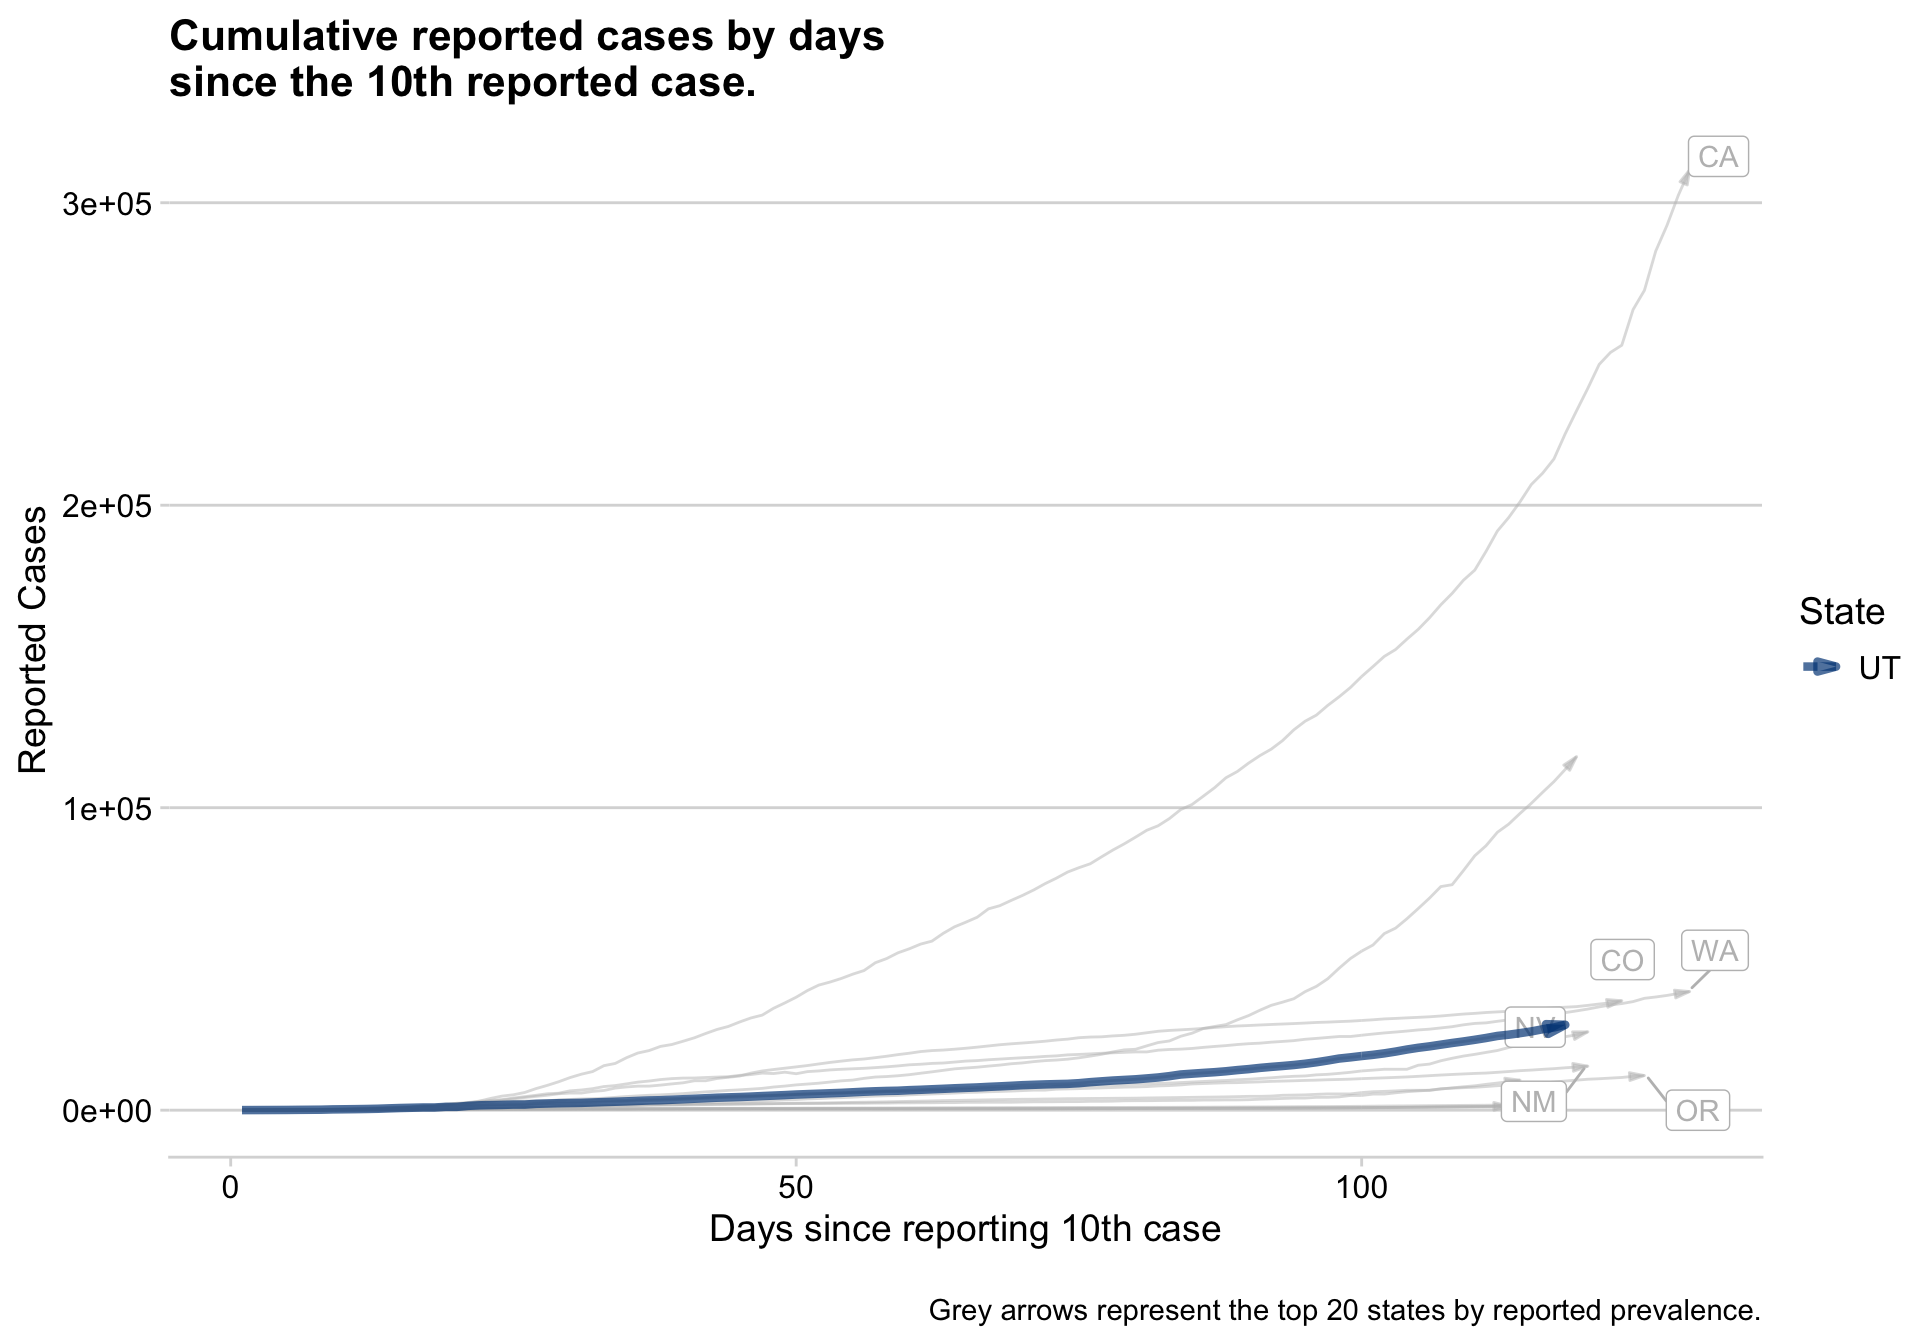 Cumulative reported cases by days
since the 10th reported case.
CA
3e+05
2e+05
1e+05
0e+00
Reported Cases
State
UT
CO
WA
NV
NM
OR
0
50
100
Days since reporting 10th case
Grey arrows represent the top 20 states by reported prevalence.